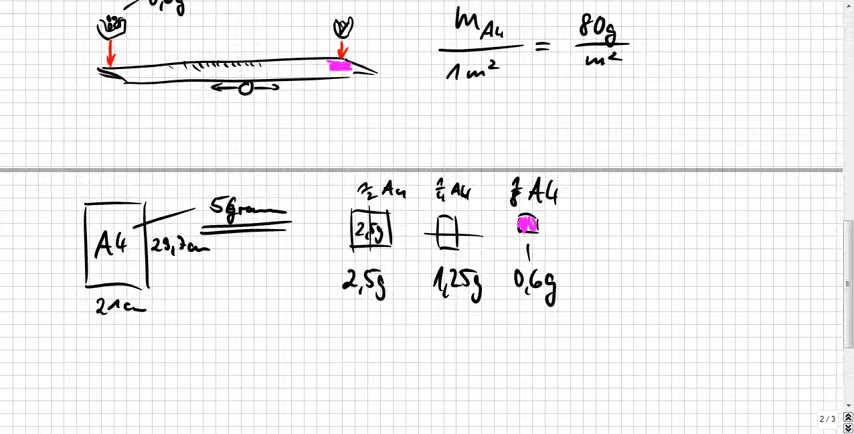 m_A4 / 1m² = 80g / m²
½ A4 ¼ A4 ⅛ A4
5Gramm
A4
29,7cm
21cm
2,5g
2,5g 1,25g 0,6g
2 / 3